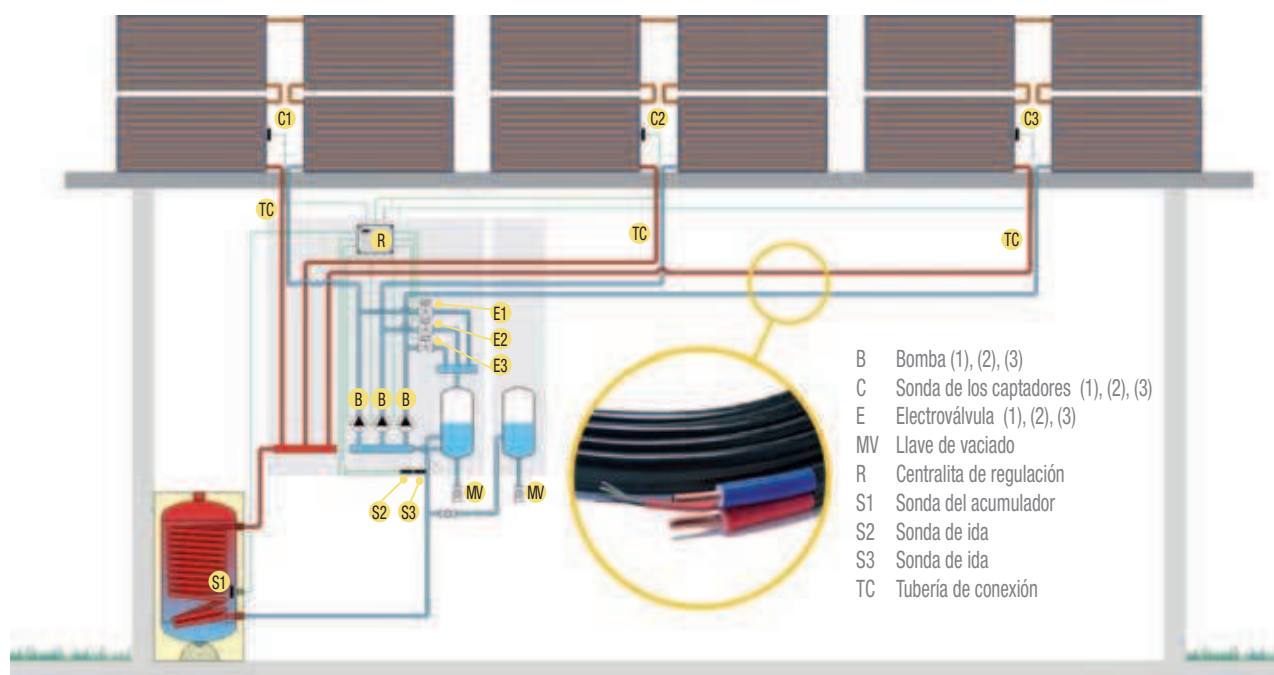 C1
C2
C3
TC
R
TC
TC
E1
E2
E3
B
B
B
MV
MV
S2
S3
S1
B Bomba (1), (2), (3)
C Sonda de los captadores (1), (2), (3)
E Electroválvula (1), (2), (3)
MV Llave de vaciado
R Centralita de regulación
S1 Sonda del acumulador
S2 Sonda de ida
S3 Sonda de ida
TC Tubería de conexión